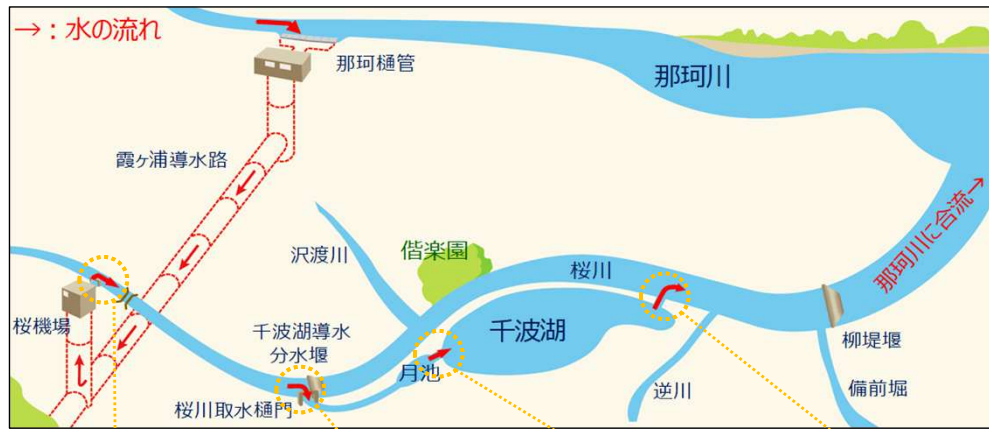 →：水の流れ
那珂樋管
那珂川
霞ヶ浦導水路
那珂川に合流→
沢渡川
偕楽園
桜川
桜機場
千波湖導水
分水堰
千波湖
月池
柳堤堰
桜川取水樋門
逆川
備前堀